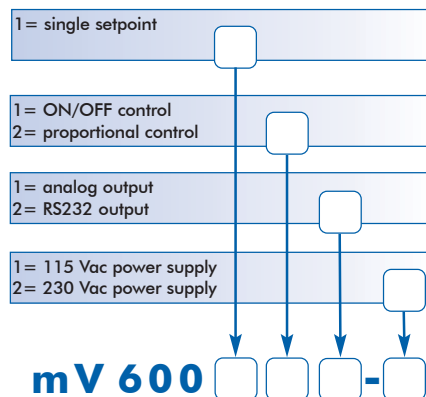 1= single setpoint
1= ON/OFF control
2= proportional control
1= analog output
2= RS232 output
1= 115 Vac power supply
2= 230 Vac power supply
mV 600 -